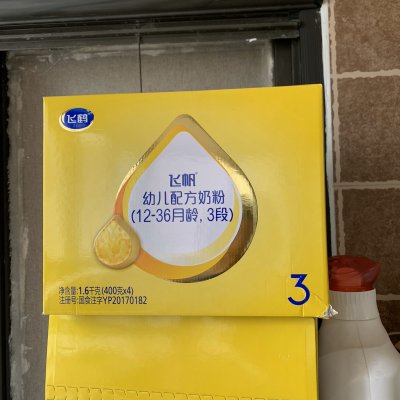 飞鹤
飞帆
幼儿配方奶粉
(12-36月龄, 3段)
净含量:1.6千克(400克x4)
注册号:国食注字YP20170182
3